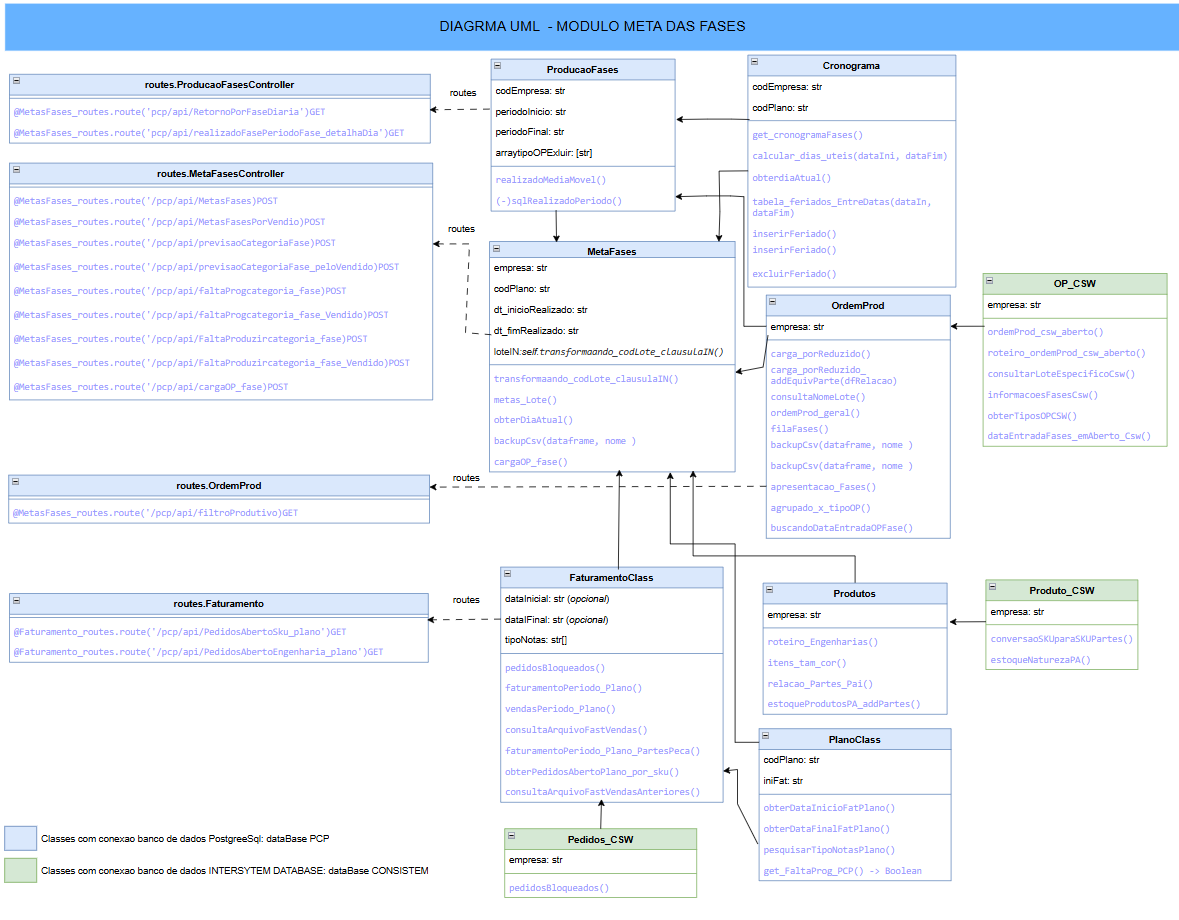 DIAGRMA UML - MODULO META DAS FASES
routes.ProducaoFasesController
@MetasFases_routes.route('pcp/api/RetornoPorFaseDiaria')GET
@MetasFases_routes.route('pcp/api/realizadoFasePeriodoFase_detalhaDia')GET
routes
ProducaoFases
codEmpresa: str
periodoInicio: str
periodoFinal: str
arraytipoOPExluir: [str]
realizadoMediaMovel()
(-)sqlRealizadoPeriodo()
Cronograma
codEmpresa: str
codPlano: str
get_cronogramaFases()
calcular_dias_uteis(dataIni, dataFim)
obterdiaAtual()
tabela_feriados_EntreDatas(dataIn,
dataFim)
inserirFeriado()
inserirFeriado()
excluirFeriado()
routes.MetaFasesController
@MetasFases_routes.route('/pcp/api/MetasFases)POST
@MetasFases_routes.route('/pcp/api/MetasFasesPorVendio)POST
@MetasFases_routes.route('/pcp/api/previsaoCategoriaFase)POST
@MetasFases_routes.route('/pcp/api/previsaoCategoriaFase_peloVendido)POST
@MetasFases_routes.route('/pcp/api/faltaProgcategoria_fase)POST
@MetasFases_routes.route('/pcp/api/faltaProgcategoria_fase_Vendido)POST
@MetasFases_routes.route('/pcp/api/FaltaProduzircategoria_fase)POST
@MetasFases_routes.route('/pcp/api/FaltaProduzircategoria_fase_Vendido)POST
@MetasFases_routes.route('/pcp/api/cargaOP_fase)POST
routes
MetaFases
empresa: str
codPlano: str
dt_inicioRealizado: str
dt_fimRealizado: str
loteIN:self.transformaando_codLote_clausulaIN()
transformaando_codLote_clausulaIN()
metas_Lote()
obterDiaAtual()
backupCsv(dataframe, nome )
cargaOP_fase()
OrdemProd
empresa: str
carga_porReduzido()
carga_porReduzido_
addEquivParte(dfRelacao)
consultaNomeLote()
ordemProd_geral()
filaFases()
backupCsv(dataframe, nome )
backupCsv(dataframe, nome )
apresentacao_Fases()
agrupado_x_tipoOP()
buscandoDataEntradaOPFase()
OP_CSW
empresa: str
ordemProd_csw_aberto()
roteiro_ordemProd_csw_aberto()
consultarLoteEspecificoCsw()
informacoesFasesCsw()
obterTiposOPCSW()
dataEntradaFases_emAberto_Csw()
routes.OrdemProd
@MetasFases_routes.route('/pcp/api/filtroProdutivo)GET
routes
routes.Faturamento
@Faturamento_routes.route('/pcp/api/PedidosAbertoSku_plano')GET
@Faturamento_routes.route('/pcp/api/PedidosAbertoEngenharia_plano')GET
routes
FaturamentoClass
dataInicial: str (opcional)
dataIFinal: str (opcional)
tipoNotas: str[]
pedidosBloqueados()
faturamentoPeriodo_Plano()
vendasPeriodo_Plano()
consultaArquivoFastVendas()
faturamentoPeriodo_Plano_PartesPeca()
obterPedidosAbertoPlano_por_sku()
consultaArquivoFastVendasAnteriores()
Produtos
empresa: str
roteiro_Engenharias()
itens_tam_cor()
relacao_Partes_Pai()
estoqueProdutosPA_addPartes()
Produto_CSW
empresa: str
conversaoSKUparaSKUPartes()
estoqueNaturezaPA()
PlanoClass
codPlano: str
iniFat: str
obterDataInicioFatPlano()
obterDataFinalFatPlano()
pesquisarTipoNotasPlano()
get_FaltaProg_PCP() -> Boolean
Pedidos_CSW
empresa: str
pedidosBloqueados()
Classes com conexao banco de dados PostgreeSql: dataBase PCP
Classes com conexao banco de dados INTERSYTEM DATABASE: dataBase CONSISTEM